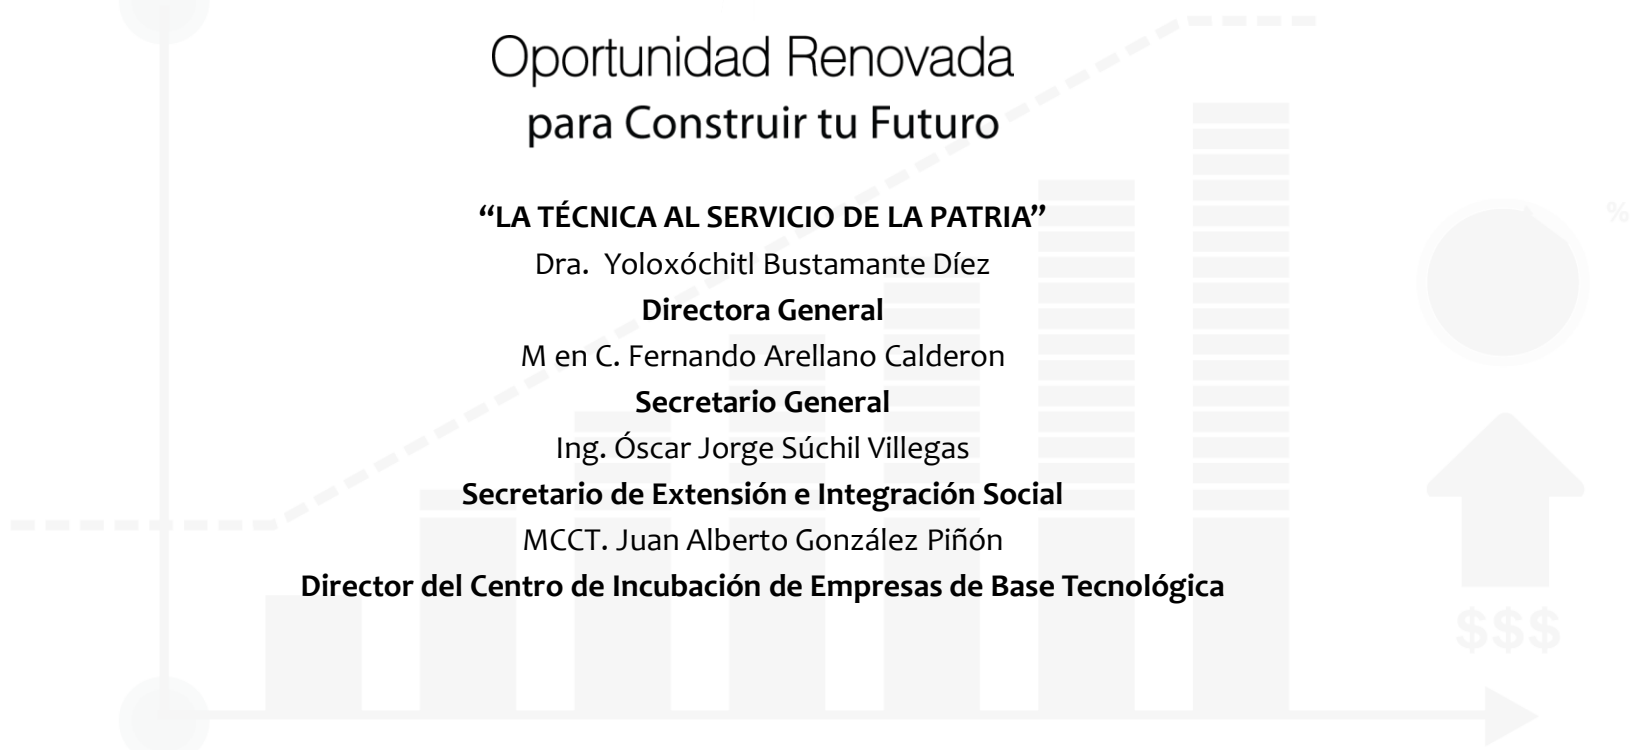 Oportunidad Renovada
para Construir tu Futuro
“LA TÉCNICA AL SERVICIO DE LA PATRIA”
Dra.  Yoloxóchitl Bustamante Díez
Directora General
M en C. Fernando Arellano Calderon
Secretario General
Ing. Óscar Jorge Súchil Villegas
Secretario de Extensión e Integración Social
MCCT. Juan Alberto González Piñón
Director del Centro de Incubación de Empresas de Base Tecnológica
%
$$$